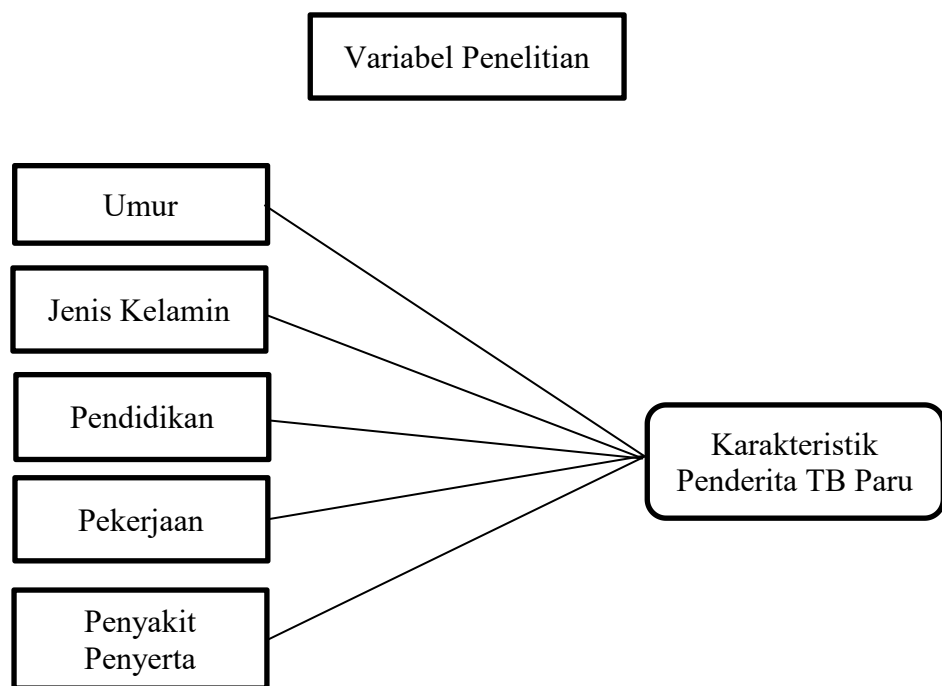 Variabel Penelitian
Umur
Jenis Kelamin
Pendidikan
Pekerjaan
Penyakit
Penyerta
Karakteristik
Penderita TB Paru